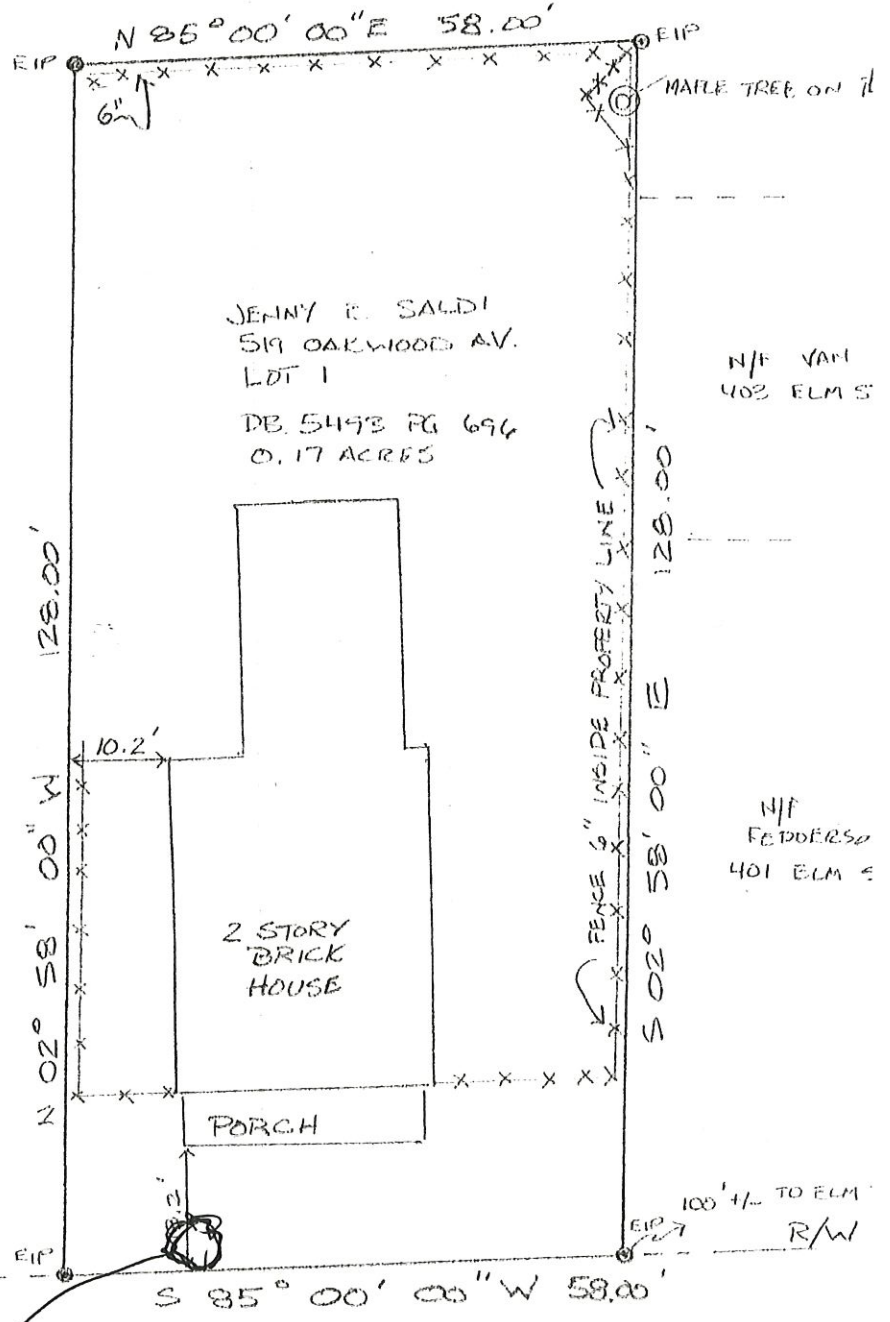 N 85° 00' 00" E 58.00'
EIP
EIP
6"
MAPLE TREE ON
JENNY E. SALDI
519 OAKWOOD AV.
LOT 1
DB. 5493 PG 696
0.17 ACRES
N/F VAN
403 ELM S
128.00'
N 02° 58' 00" W
10.2'
FENCE 6" INSIDE PROPERTY LINE
S 02° 58' 00" E
128.00'
N/F
FEDDERSO
401 ELM
2 STORY
BRICK
HOUSE
PORCH
EIP
EIP
100' +/- TO ELM
R/W
S 85° 00' 00" W 58.00'